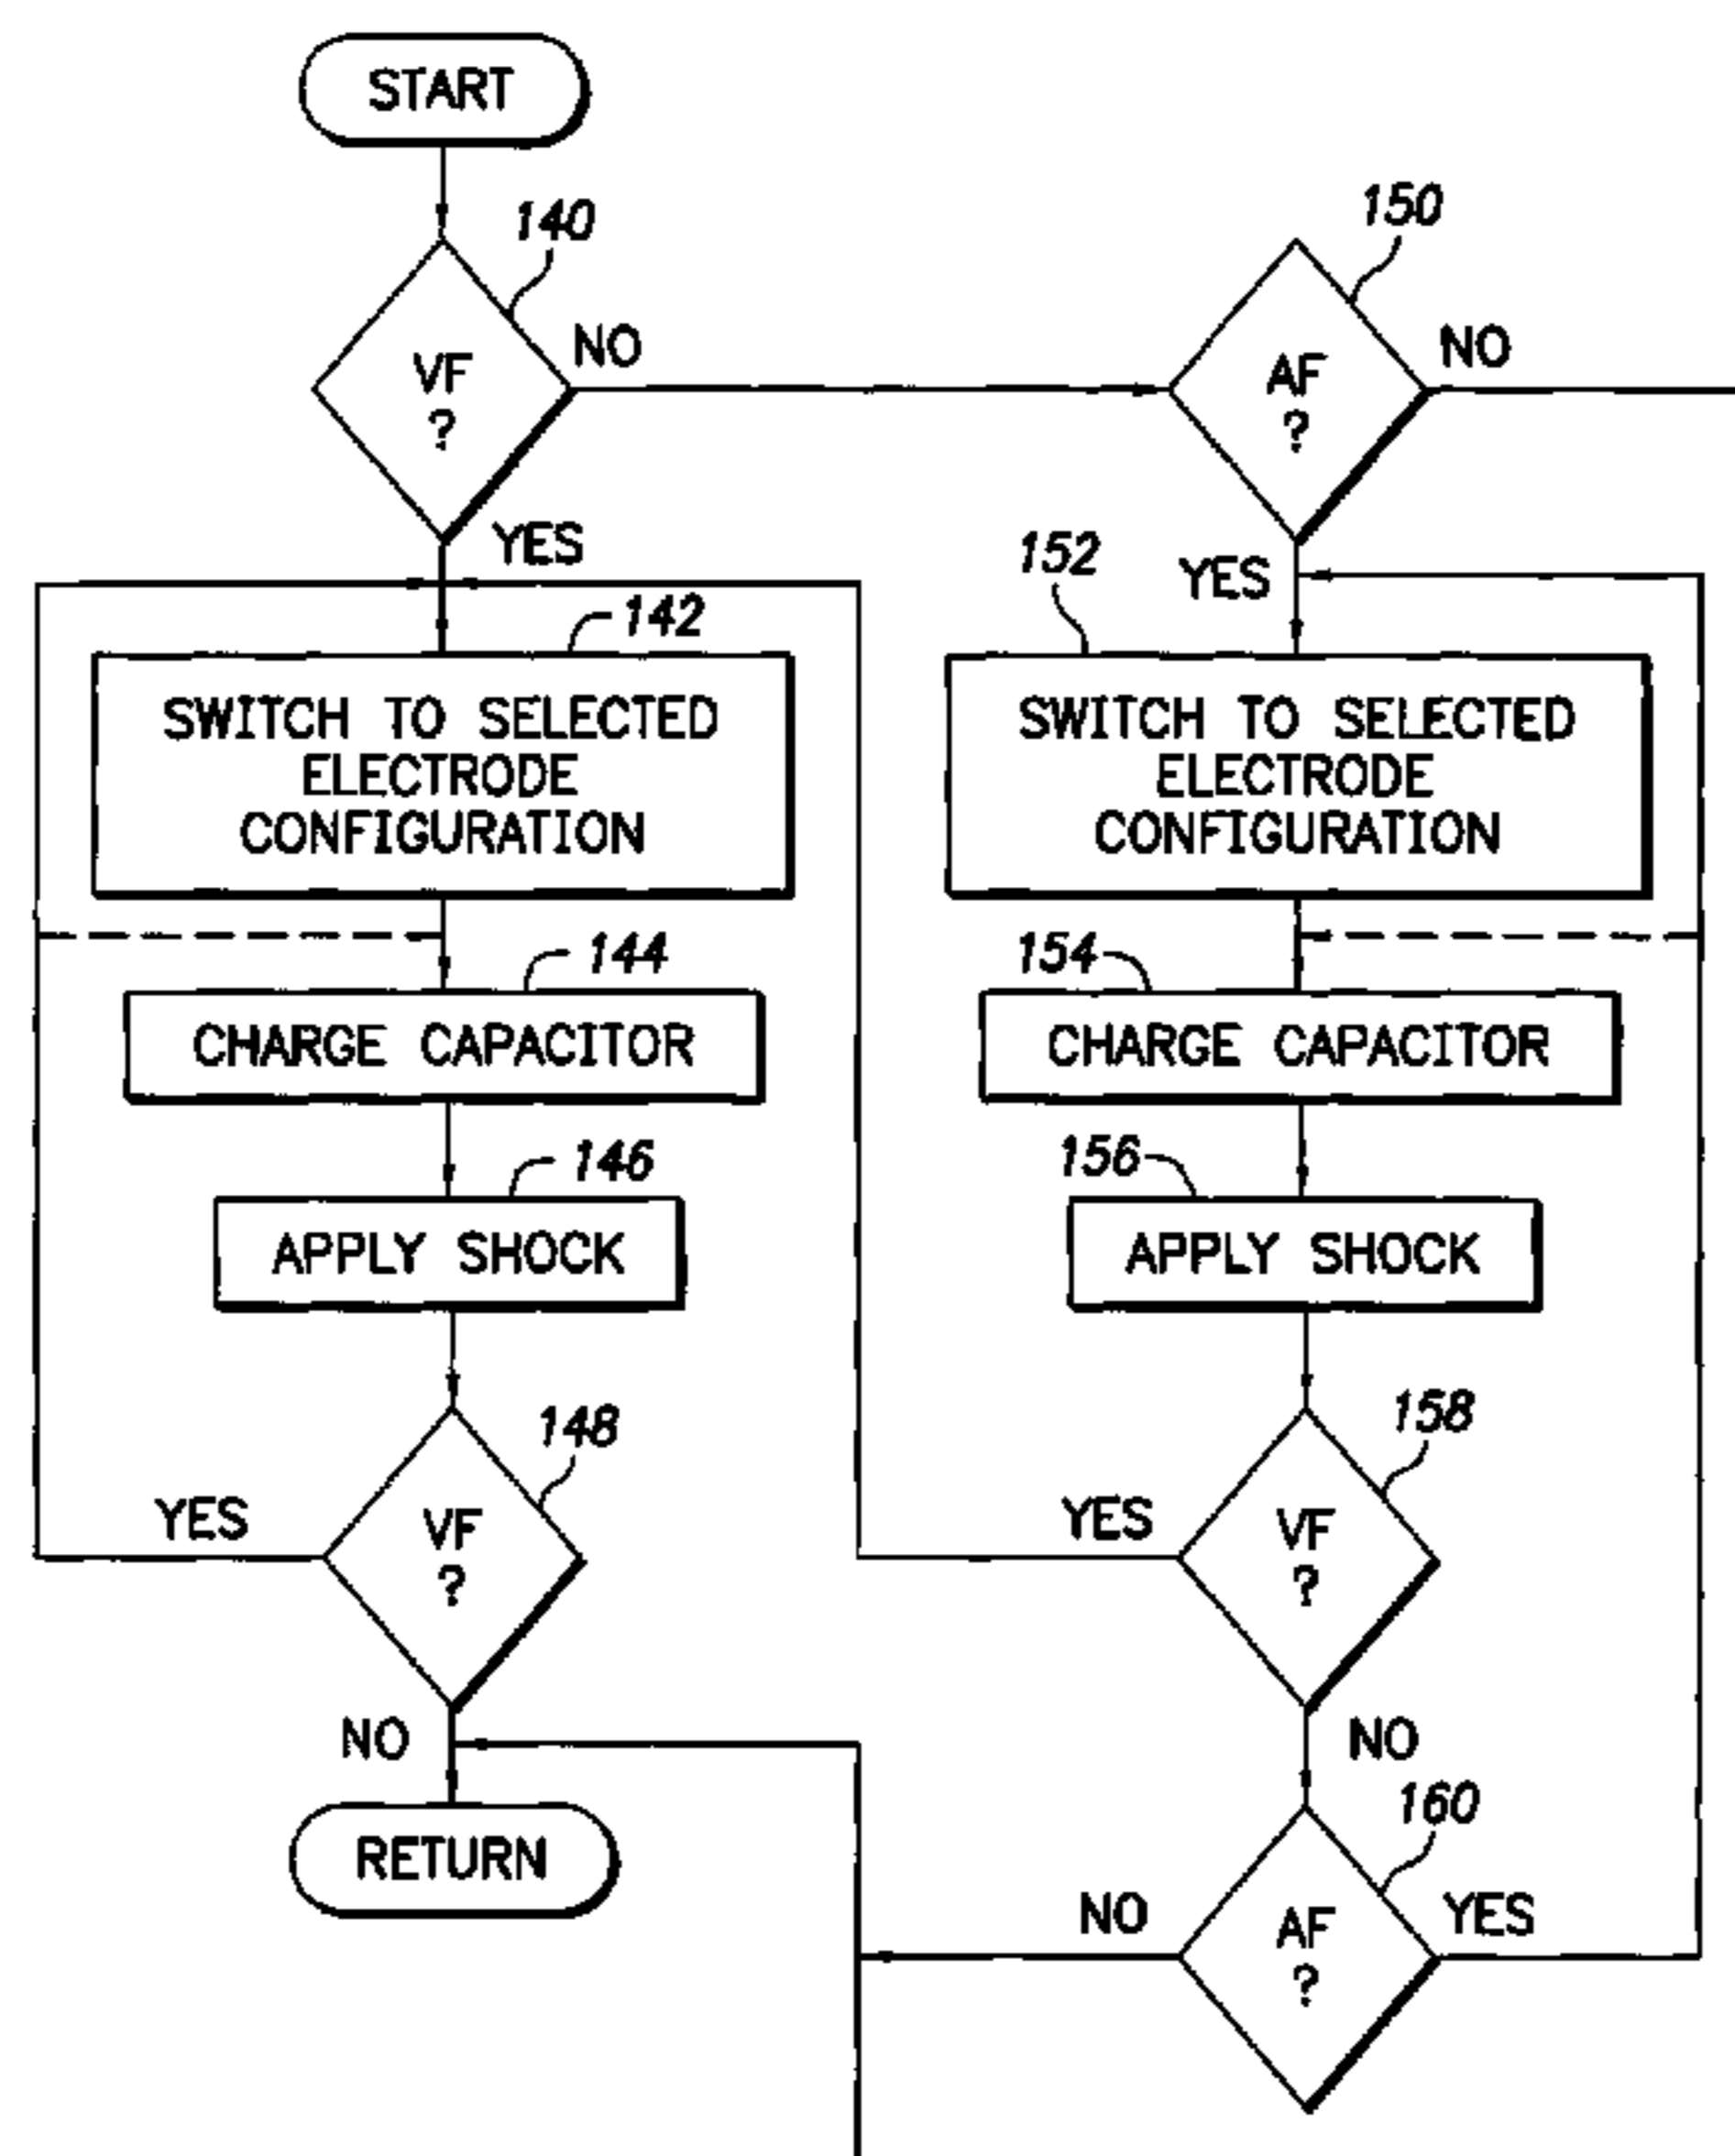 START
140
VF
?
NO
YES
142
SWITCH TO SELECTED
ELECTRODE
CONFIGURATION
144
CHARGE CAPACITOR
146
APPLY SHOCK
148
VF
?
YES
NO
RETURN
150
AF
?
NO
YES
152
SWITCH TO SELECTED
ELECTRODE
CONFIGURATION
154
CHARGE CAPACITOR
156
APPLY SHOCK
158
VF
?
YES
NO
160
AF
?
NO
YES